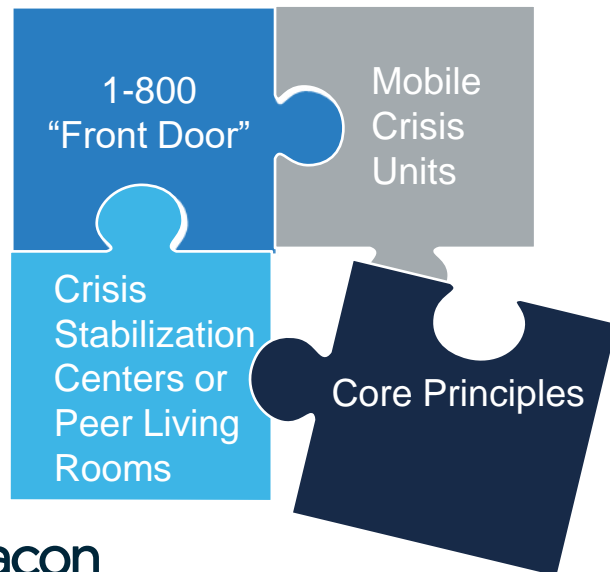 1-800
“Front Door”
Mobile
Crisis
Units
Crisis
Stabilization
Centers or
Peer Living
Rooms
Core Principles